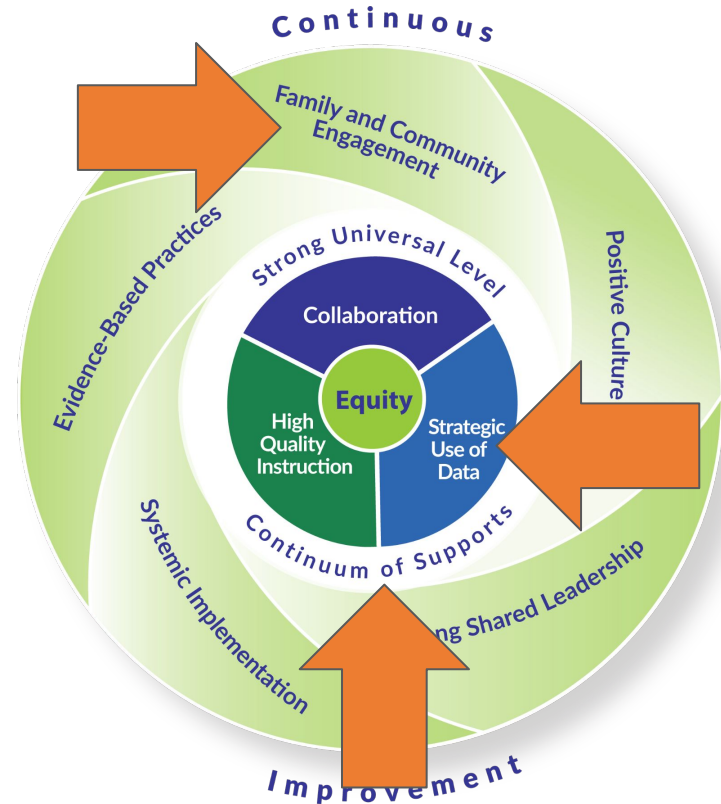 Continuous
Family and Community
Engagement
Positive Culture
Evidence-Based Practices
Strong Universal Level
Collaboration
Equity
High
Quality
Instruction
Strategic
Use of
Data
Continuum of Supports
Shared Leadership
Systemic Implementation
Improvement